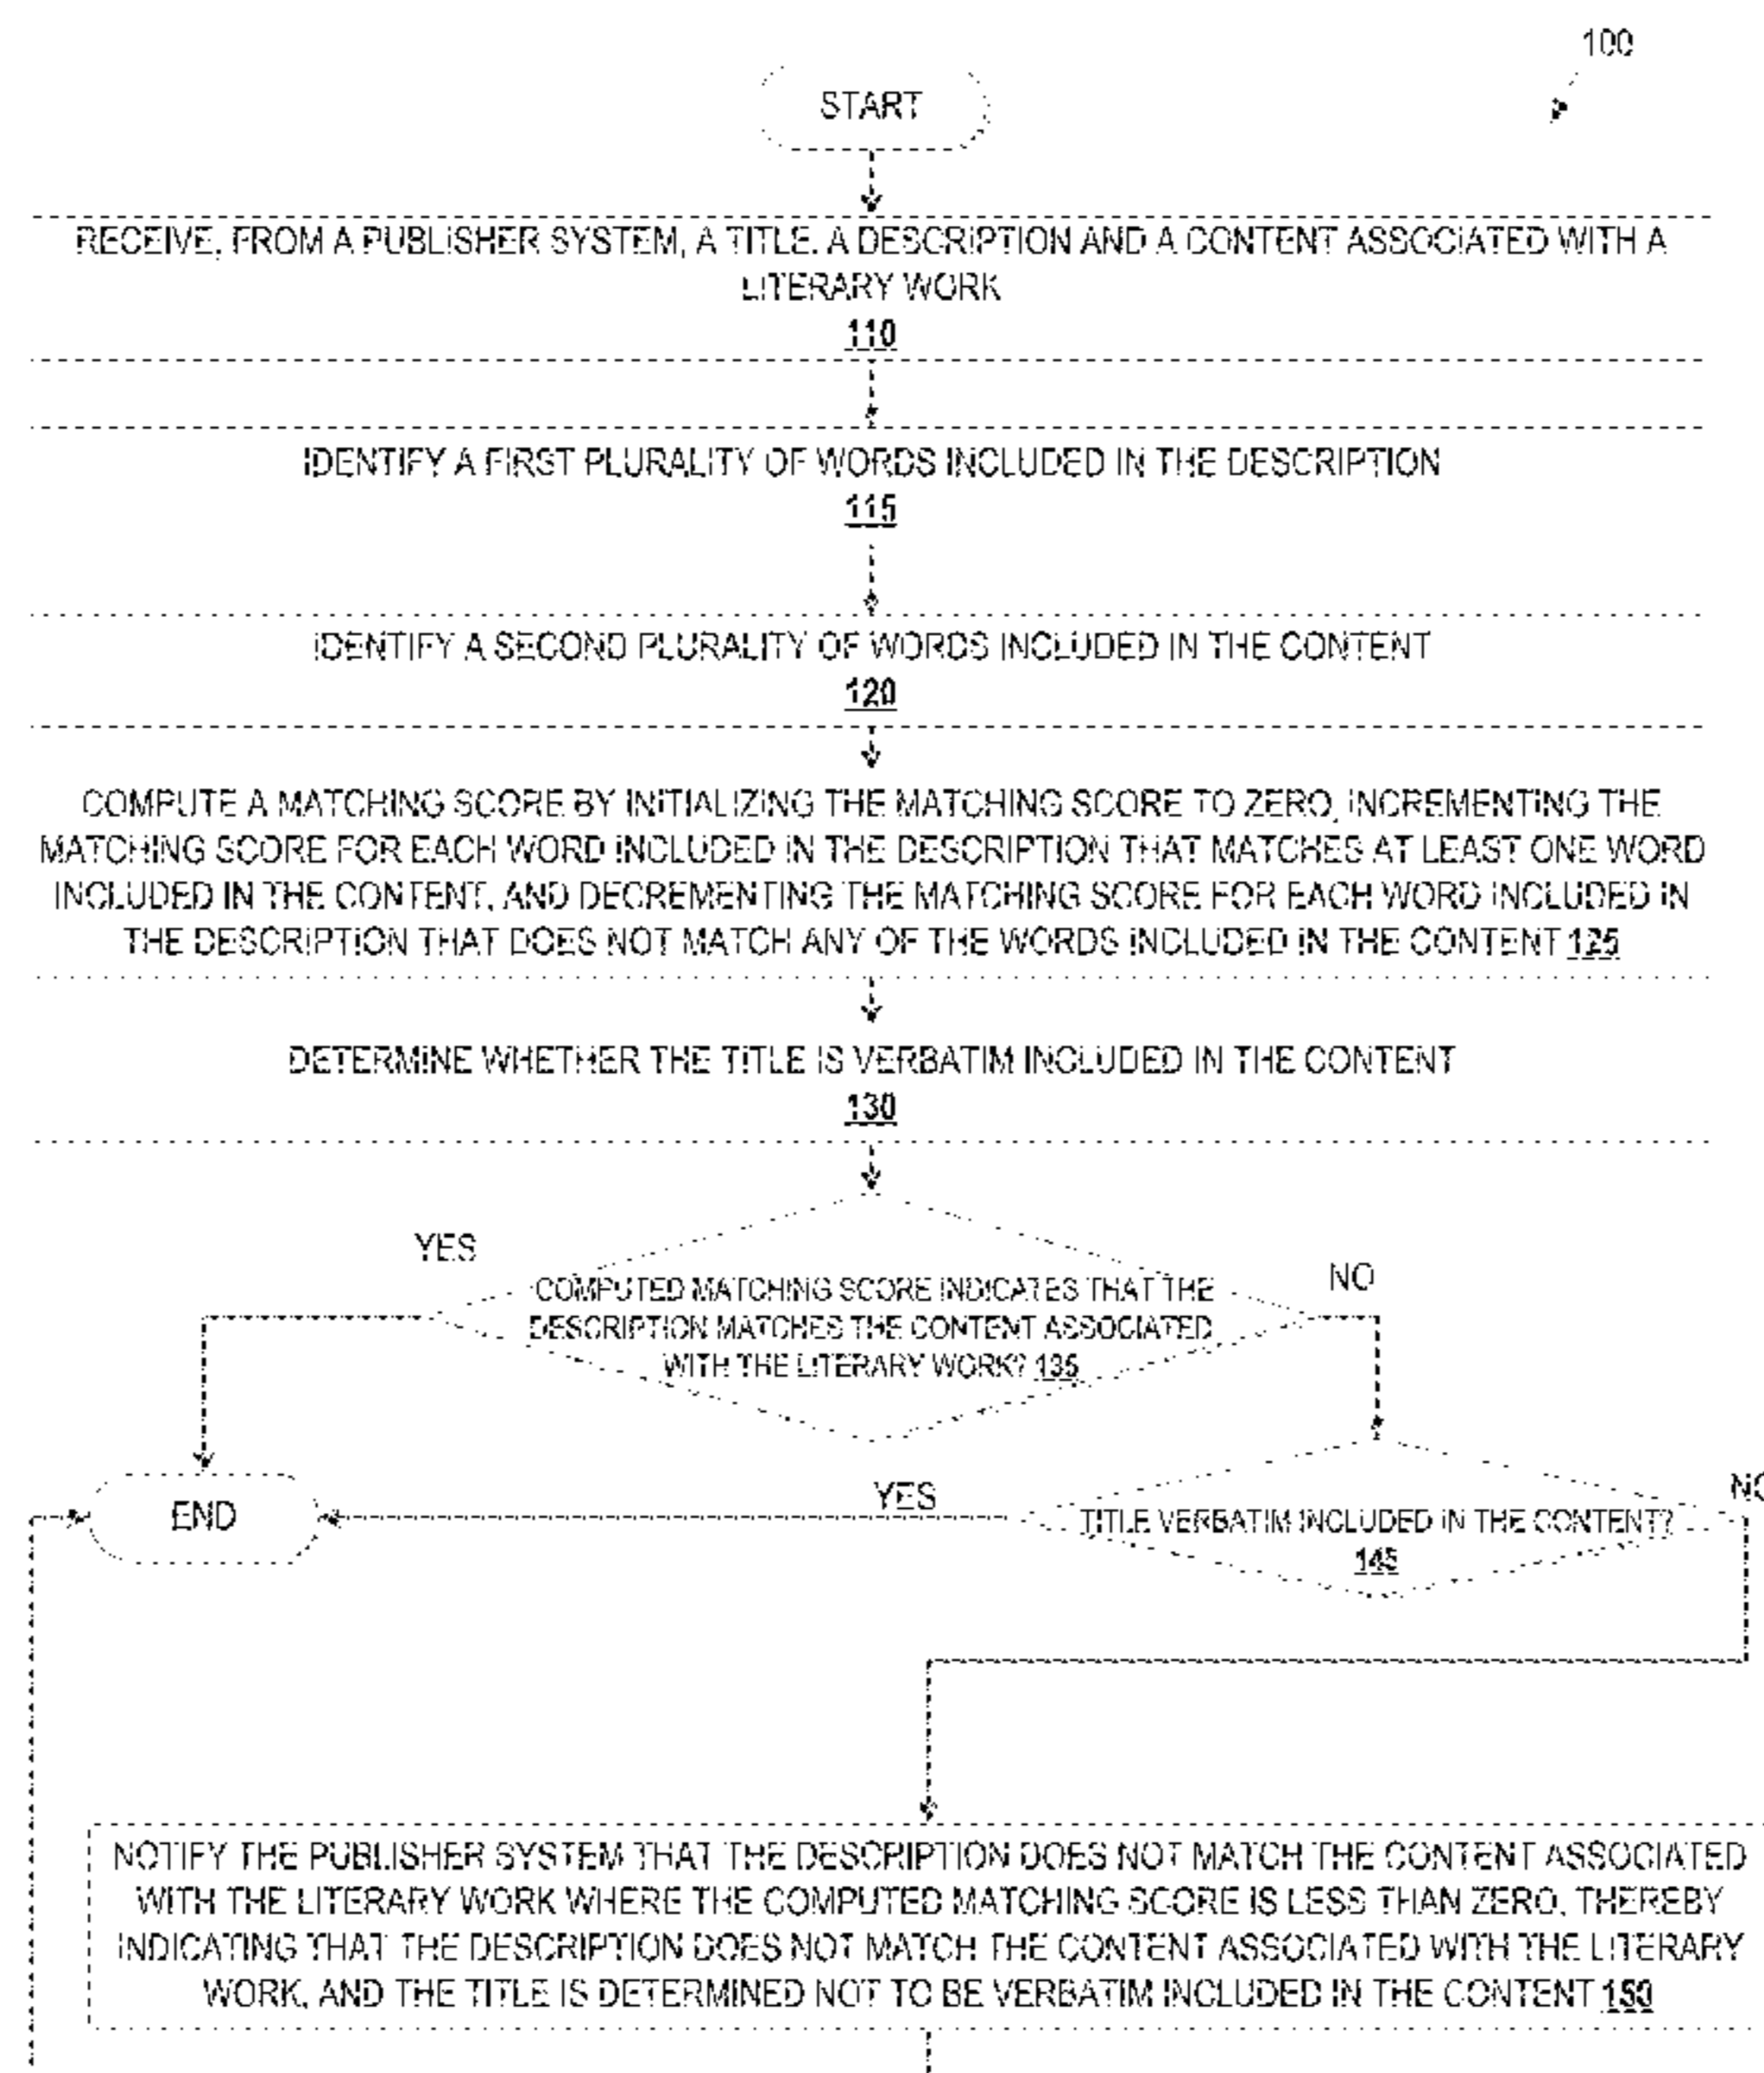 100
START
RECEIVE, FROM A PUBLISHER SYSTEM, A TITLE, A DESCRIPTION AND A CONTENT ASSOCIATED WITH A
LITERARY WORK
110
IDENTIFY A FIRST PLURALITY OF WORDS INCLUDED IN THE DESCRIPTION
115
IDENTIFY A SECOND PLURALITY OF WORDS INCLUDED IN THE CONTENT
120
COMPUTE A MATCHING SCORE BY INITIALIZING THE MATCHING SCORE TO ZERO, INCREMENTING THE
MATCHING SCORE FOR EACH WORD INCLUDED IN THE DESCRIPTION THAT MATCHES AT LEAST ONE WORD
INCLUDED IN THE CONTENT, AND DECREMENTING THE MATCHING SCORE FOR EACH WORD INCLUDED IN
THE DESCRIPTION THAT DOES NOT MATCH ANY OF THE WORDS INCLUDED IN THE CONTENT 125
DETERMINE WHETHER THE TITLE IS VERBATIM INCLUDED IN THE CONTENT
130
YES
NO
COMPUTED MATCHING SCORE INDICATES THAT THE
DESCRIPTION MATCHES THE CONTENT ASSOCIATED
WITH THE LITERARY WORK? 135
END
YES
NO
TITLE VERBATIM INCLUDED IN THE CONTENT?
145
NOTIFY THE PUBLISHER SYSTEM THAT THE DESCRIPTION DOES NOT MATCH THE CONTENT ASSOCIATED
WITH THE LITERARY WORK WHERE THE COMPUTED MATCHING SCORE IS LESS THAN ZERO, THEREBY
INDICATING THAT THE DESCRIPTION DOES NOT MATCH THE CONTENT ASSOCIATED WITH THE LITERARY
WORK, AND THE TITLE IS DETERMINED NOT TO BE VERBATIM INCLUDED IN THE CONTENT 150